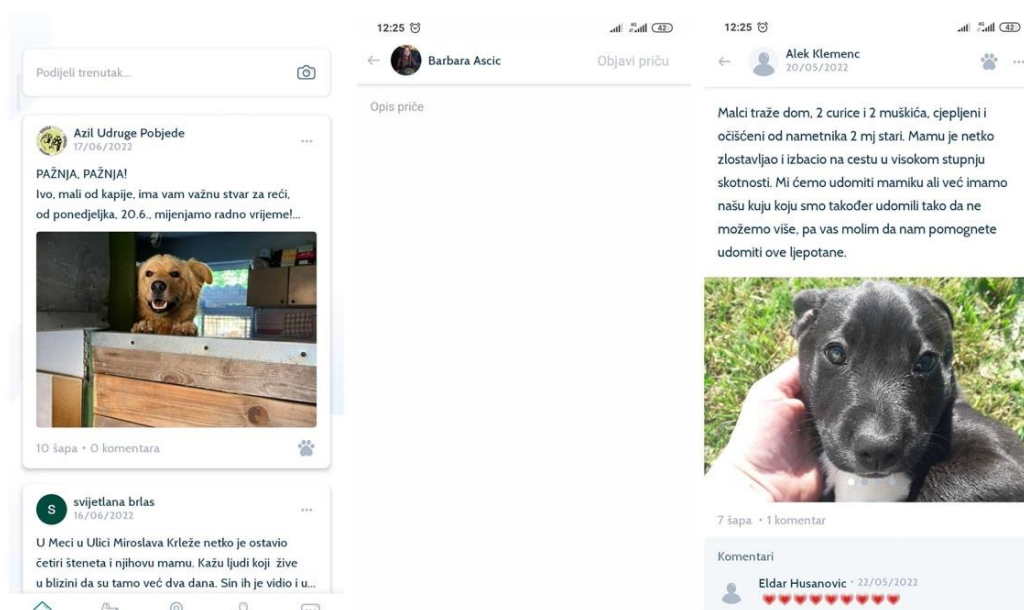 Podijeli trenutak...
Azil Udruge Pobjede
17/06/2022
PAŽNJA, PAŽNJA!
Ivo, mali od kapije, ima vam važnu stvar za reći,
od ponedjeljka, 20.6., mijenjamo radno vrijeme!...
10 šapa • 0 komentara
S
svijetlana brlas
16/06/2022
U Meci u Ulici Miroslava Krleže netko je ostavio
četiri šteneta i njihovu mamu. Kažu ljudi koji žive
u blizini da su tamo već dva dana. Sin ih je vidio i u...
12:25
4G
42
Barbara Ascic
Objavi priču
Opis priče
12:25
4G
42
Alek Klemenc
20/05/2022
Malci traže dom, 2 curice i 2 muškića, cjepljeni i
očišćeni od nametnika 2 mj stari. Mamu je netko
zlostavljao i izbacio na cestu u visokom stupnju
skotnosti. Mi ćemo udomiti mamiku ali već imamo
našu kuju koju smo također udomili tako da ne
možemo više, pa vas molim da nam pomognete
udomiti ove ljepotane.
7 šapa • 1 komentar
Komentari
Eldar Husanovic • 22/05/2022